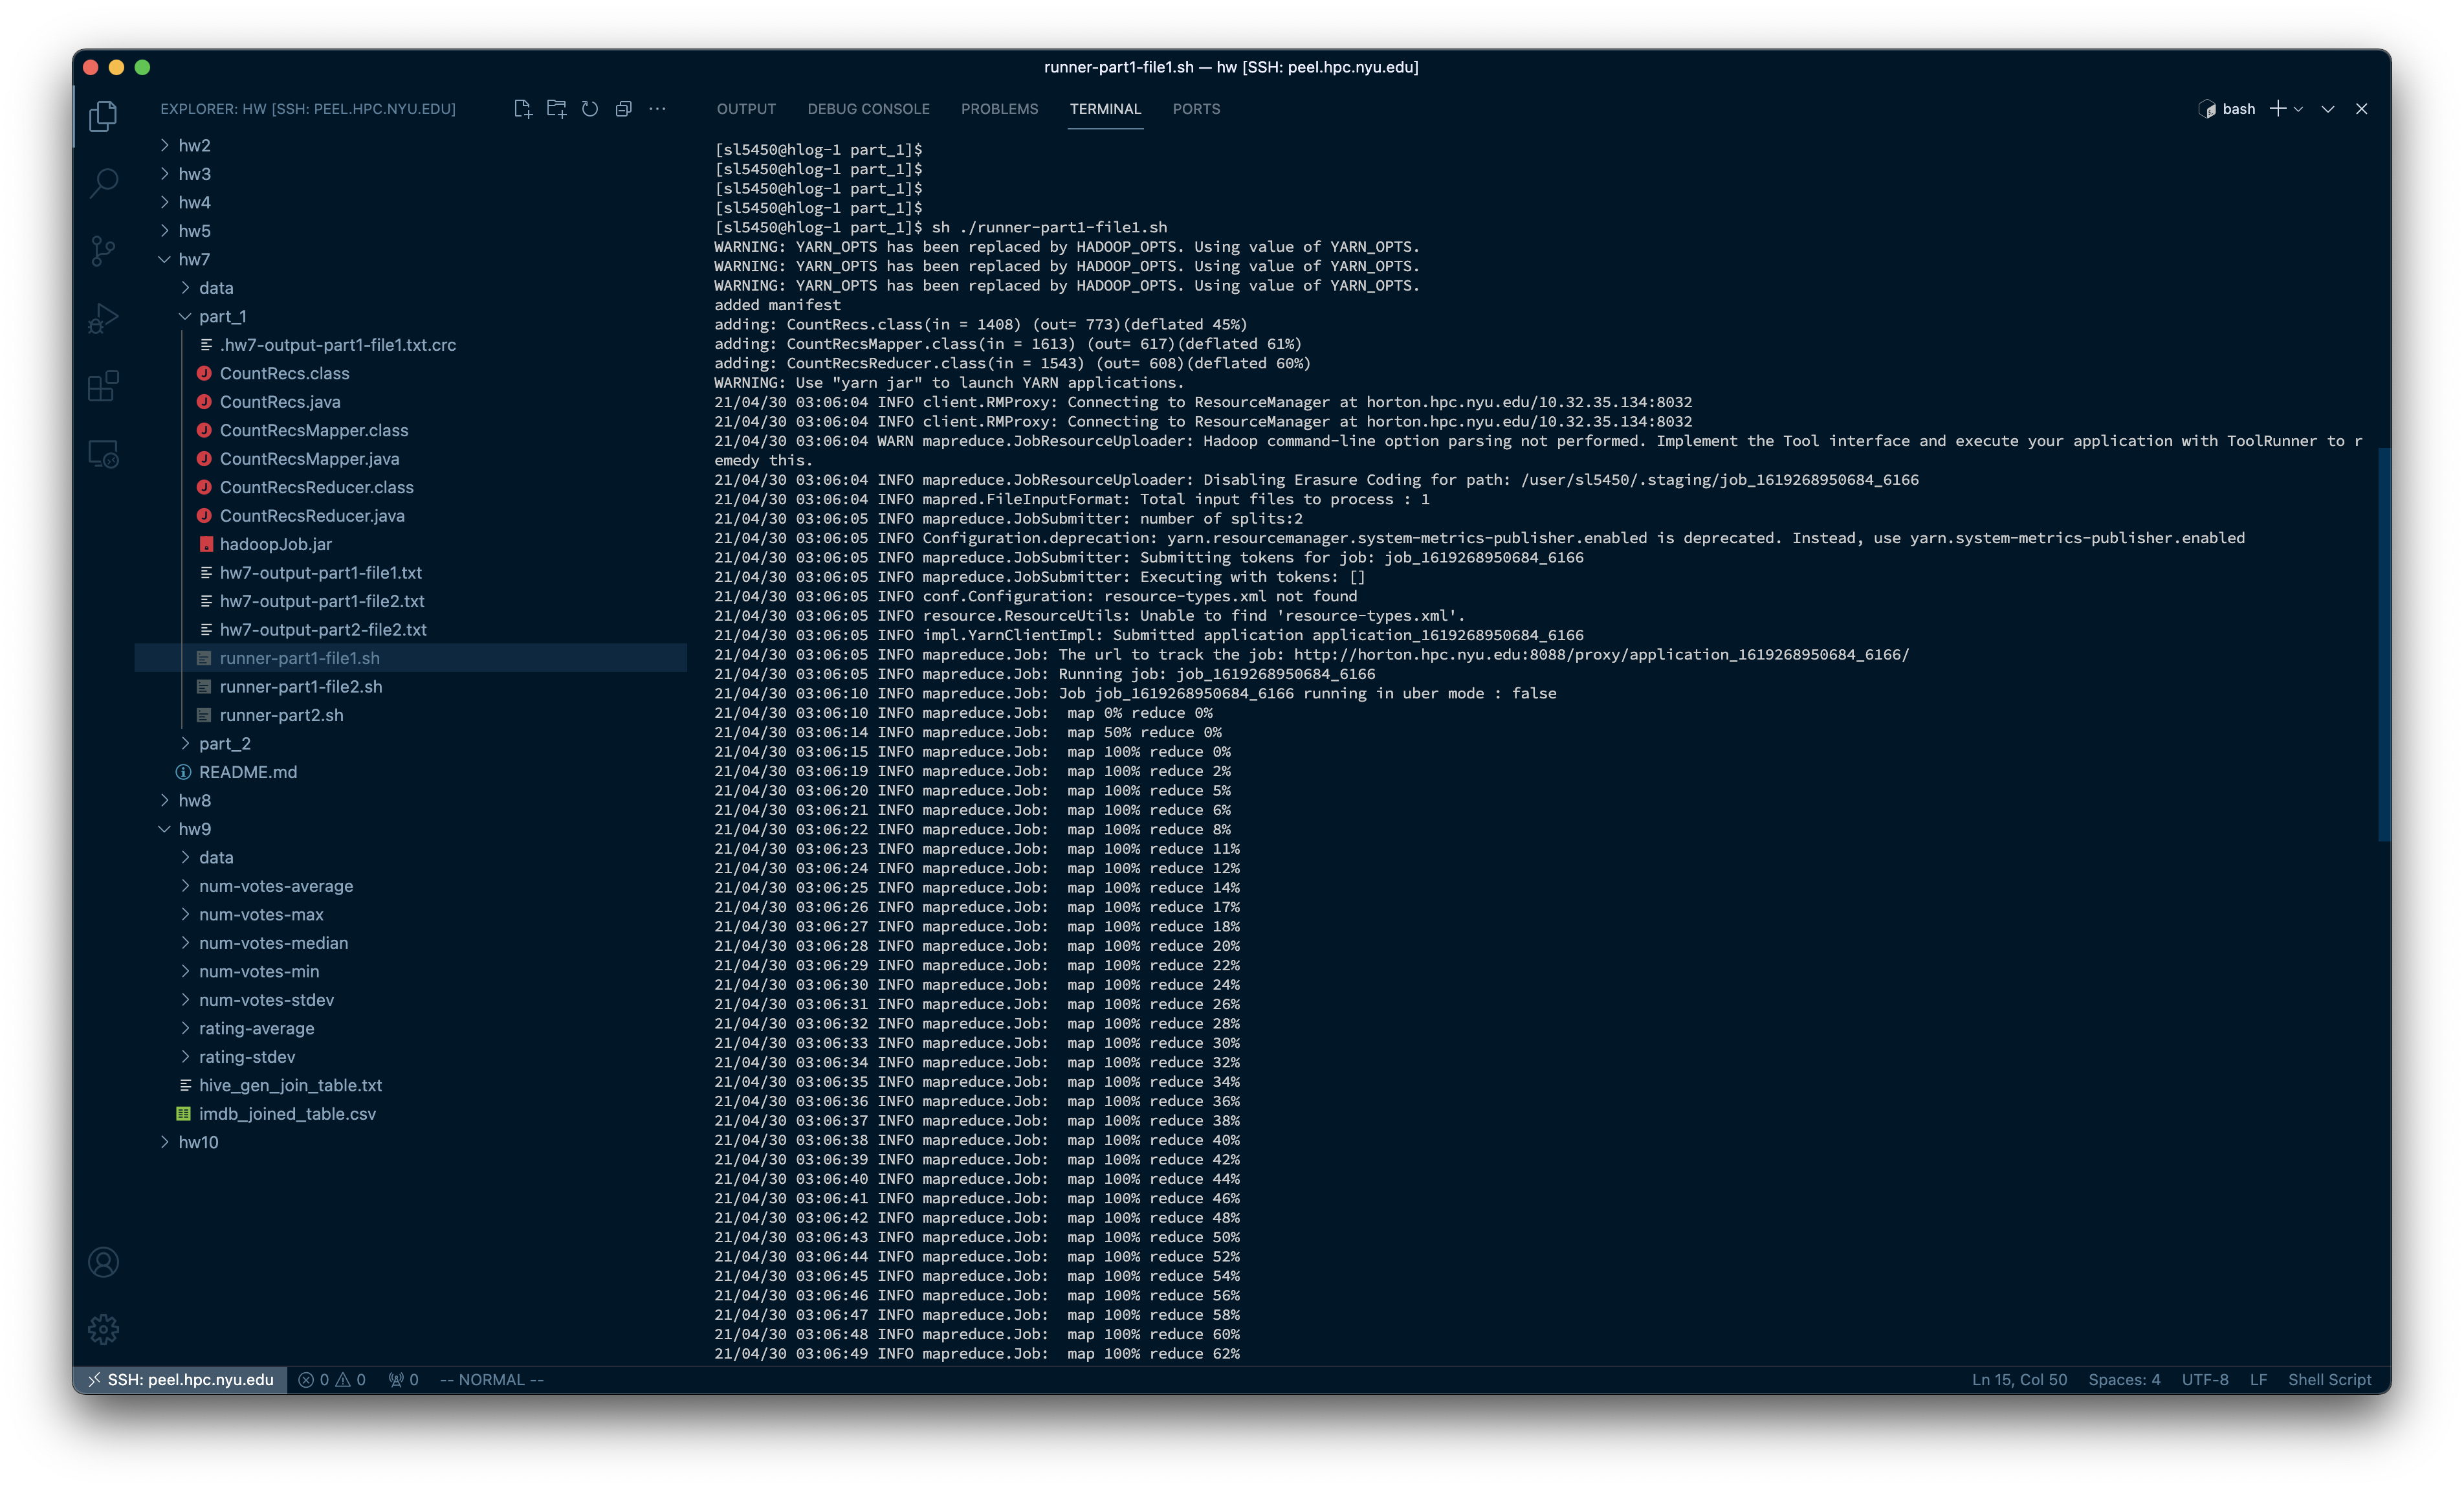 runner-part1-file1.sh — hw [SSH: peel.hpc.nyu.edu]
EXPLORER: HW [SSH: PEEL.HPC.NYU.EDU]
hw2
hw3
hw4
hw5
hw7
data
part_1
.hw7-output-part1-file1.txt.crc
CountRecs.class
CountRecs.java
CountRecsMapper.class
CountRecsMapper.java
CountRecsReducer.class
CountRecsReducer.java
hadoopJob.jar
hw7-output-part1-file1.txt
hw7-output-part1-file2.txt
hw7-output-part2-file2.txt
runner-part1-file1.sh
runner-part1-file2.sh
runner-part2.sh
part_2
README.md
hw8
hw9
data
num-votes-average
num-votes-max
num-votes-median
num-votes-min
num-votes-stdev
rating-average
rating-stdev
hive_gen_join_table.txt
imdb_joined_table.csv
hw10
OUTPUT DEBUG CONSOLE PROBLEMS TERMINAL PORTS
bash
[sl5450@hlog-1 part_1]$
[sl5450@hlog-1 part_1]$
[sl5450@hlog-1 part_1]$
[sl5450@hlog-1 part_1]$
[sl5450@hlog-1 part_1]$ sh ./runner-part1-file1.sh
WARNING: YARN_OPTS has been replaced by HADOOP_OPTS. Using value of YARN_OPTS.
WARNING: YARN_OPTS has been replaced by HADOOP_OPTS. Using value of YARN_OPTS.
WARNING: YARN_OPTS has been replaced by HADOOP_OPTS. Using value of YARN_OPTS.
added manifest
adding: CountRecs.class(in = 1408) (out= 773)(deflated 45%)
adding: CountRecsMapper.class(in = 1613) (out= 617)(deflated 61%)
adding: CountRecsReducer.class(in = 1543) (out= 608)(deflated 60%)
WARNING: Use "yarn jar" to launch YARN applications.
21/04/30 03:06:04 INFO client.RMProxy: Connecting to ResourceManager at horton.hpc.nyu.edu/10.32.35.134:8032
21/04/30 03:06:04 INFO client.RMProxy: Connecting to ResourceManager at horton.hpc.nyu.edu/10.32.35.134:8032
21/04/30 03:06:04 WARN mapreduce.JobResourceUploader: Hadoop command-line option parsing not performed. Implement the Tool interface and execute your application with ToolRunner to r
emedy this.
21/04/30 03:06:04 INFO mapreduce.JobResourceUploader: Disabling Erasure Coding for path: /user/sl5450/.staging/job_1619268950684_6166
21/04/30 03:06:04 INFO mapred.FileInputFormat: Total input files to process : 1
21/04/30 03:06:05 INFO mapreduce.JobSubmitter: number of splits:2
21/04/30 03:06:05 INFO Configuration.deprecation: yarn.resourcemanager.system-metrics-publisher.enabled is deprecated. Instead, use yarn.system-metrics-publisher.enabled
21/04/30 03:06:05 INFO mapreduce.JobSubmitter: Submitting tokens for job: job_1619268950684_6166
21/04/30 03:06:05 INFO mapreduce.JobSubmitter: Executing with tokens: []
21/04/30 03:06:05 INFO conf.Configuration: resource-types.xml not found
21/04/30 03:06:05 INFO resource.ResourceUtils: Unable to find 'resource-types.xml'.
21/04/30 03:06:05 INFO impl.YarnClientImpl: Submitted application application_1619268950684_6166
21/04/30 03:06:05 INFO mapreduce.Job: The url to track the job: http://horton.hpc.nyu.edu:8088/proxy/application_1619268950684_6166/
21/04/30 03:06:05 INFO mapreduce.Job: Running job: job_1619268950684_6166
21/04/30 03:06:10 INFO mapreduce.Job: Job job_1619268950684_6166 running in uber mode : false
21/04/30 03:06:10 INFO mapreduce.Job:  map 0% reduce 0%
21/04/30 03:06:14 INFO mapreduce.Job:  map 50% reduce 0%
21/04/30 03:06:15 INFO mapreduce.Job:  map 100% reduce 0%
21/04/30 03:06:19 INFO mapreduce.Job:  map 100% reduce 2%
21/04/30 03:06:20 INFO mapreduce.Job:  map 100% reduce 5%
21/04/30 03:06:21 INFO mapreduce.Job:  map 100% reduce 6%
21/04/30 03:06:22 INFO mapreduce.Job:  map 100% reduce 8%
21/04/30 03:06:23 INFO mapreduce.Job:  map 100% reduce 11%
21/04/30 03:06:24 INFO mapreduce.Job:  map 100% reduce 12%
21/04/30 03:06:25 INFO mapreduce.Job:  map 100% reduce 14%
21/04/30 03:06:26 INFO mapreduce.Job:  map 100% reduce 17%
21/04/30 03:06:27 INFO mapreduce.Job:  map 100% reduce 18%
21/04/30 03:06:28 INFO mapreduce.Job:  map 100% reduce 20%
21/04/30 03:06:29 INFO mapreduce.Job:  map 100% reduce 22%
21/04/30 03:06:30 INFO mapreduce.Job:  map 100% reduce 24%
21/04/30 03:06:31 INFO mapreduce.Job:  map 100% reduce 26%
21/04/30 03:06:32 INFO mapreduce.Job:  map 100% reduce 28%
21/04/30 03:06:33 INFO mapreduce.Job:  map 100% reduce 30%
21/04/30 03:06:34 INFO mapreduce.Job:  map 100% reduce 32%
21/04/30 03:06:35 INFO mapreduce.Job:  map 100% reduce 34%
21/04/30 03:06:36 INFO mapreduce.Job:  map 100% reduce 36%
21/04/30 03:06:37 INFO mapreduce.Job:  map 100% reduce 38%
21/04/30 03:06:38 INFO mapreduce.Job:  map 100% reduce 40%
21/04/30 03:06:39 INFO mapreduce.Job:  map 100% reduce 42%
21/04/30 03:06:40 INFO mapreduce.Job:  map 100% reduce 44%
21/04/30 03:06:41 INFO mapreduce.Job:  map 100% reduce 46%
21/04/30 03:06:42 INFO mapreduce.Job:  map 100% reduce 48%
21/04/30 03:06:43 INFO mapreduce.Job:  map 100% reduce 50%
21/04/30 03:06:44 INFO mapreduce.Job:  map 100% reduce 52%
21/04/30 03:06:45 INFO mapreduce.Job:  map 100% reduce 54%
21/04/30 03:06:46 INFO mapreduce.Job:  map 100% reduce 56%
21/04/30 03:06:47 INFO mapreduce.Job:  map 100% reduce 58%
21/04/30 03:06:48 INFO mapreduce.Job:  map 100% reduce 60%
21/04/30 03:06:49 INFO mapreduce.Job:  map 100% reduce 62%
SSH: peel.hpc.nyu.edu 0 0 0 -- NORMAL -- Ln 15, Col 50 Spaces: 4 UTF-8 LF Shell Script